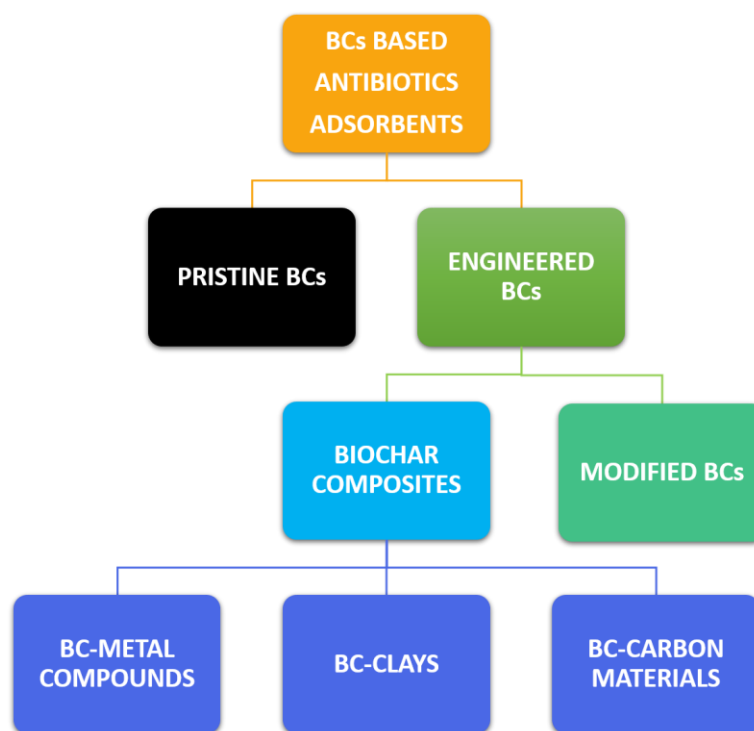 BCs BASED
ANTIBIOTICS
ADSORBENTS
PRISTINE BCs
ENGINEERED
BCs
BIOCHAR
COMPOSITES
MODIFIED BCs
BC-METAL
COMPOUNDS
BC-CLAYS
BC-CARBON
MATERIALS